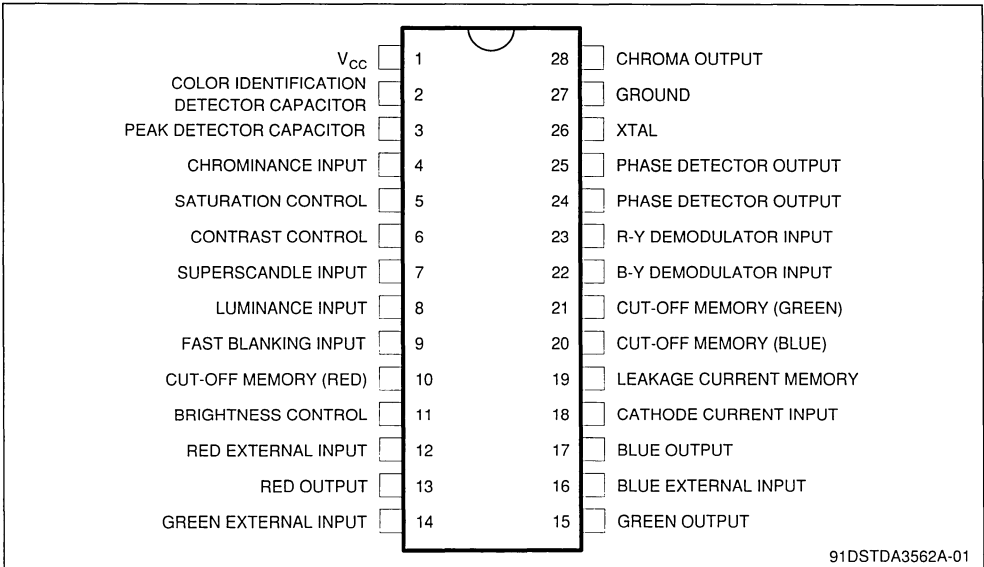 VCC 1 28 CHROMA OUTPUT
COLOR IDENTIFICATION
DETECTOR CAPACITOR 2 27 GROUND
PEAK DETECTOR CAPACITOR 3 26 XTAL
CHROMINANCE INPUT 4 25 PHASE DETECTOR OUTPUT
SATURATION CONTROL 5 24 PHASE DETECTOR OUTPUT
CONTRAST CONTROL 6 23 R-Y DEMODULATOR INPUT
SUPERSCANDLE INPUT 7 22 B-Y DEMODULATOR INPUT
LUMINANCE INPUT 8 21 CUT-OFF MEMORY (GREEN)
FAST BLANKING INPUT 9 20 CUT-OFF MEMORY (BLUE)
CUT-OFF MEMORY (RED) 10 19 LEAKAGE CURRENT MEMORY
BRIGHTNESS CONTROL 11 18 CATHODE CURRENT INPUT
RED EXTERNAL INPUT 12 17 BLUE OUTPUT
RED OUTPUT 13 16 BLUE EXTERNAL INPUT
GREEN EXTERNAL INPUT 14 15 GREEN OUTPUT
91DSTDA3562A-01